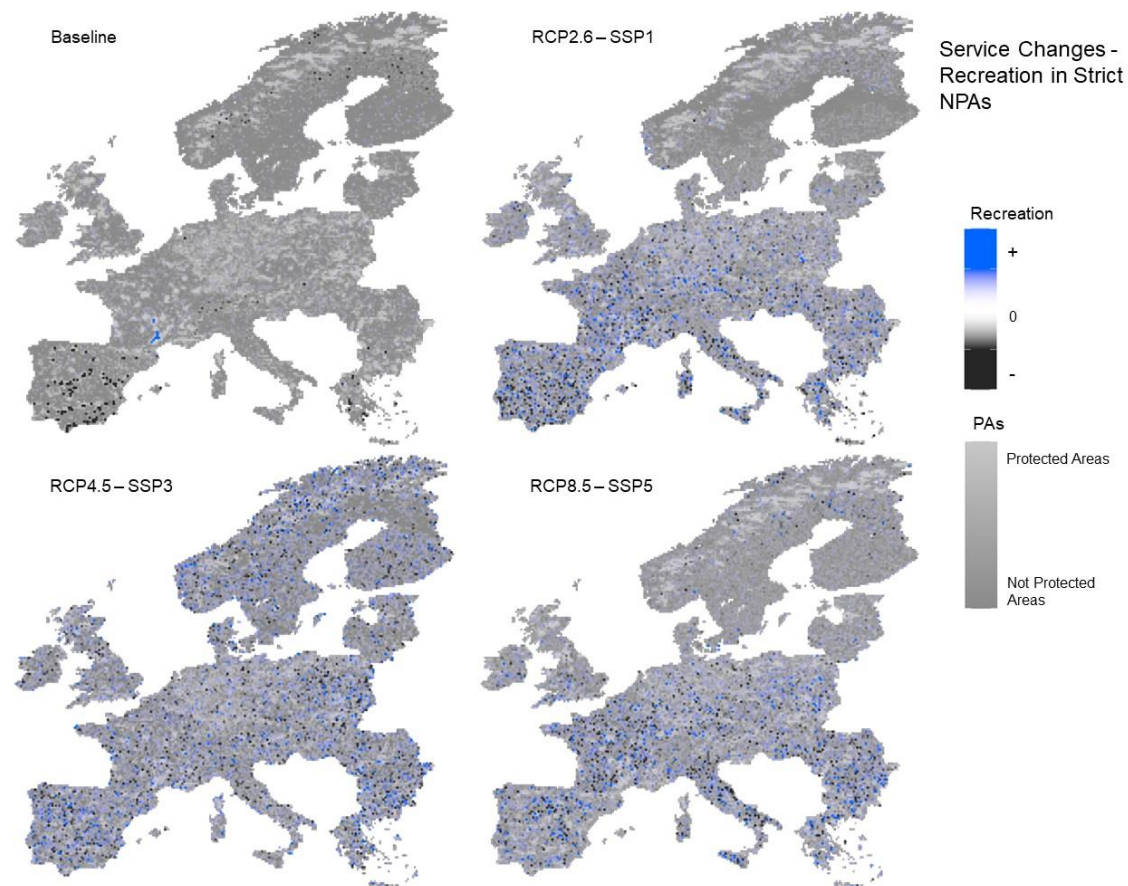 Baseline
RCP2.6 – SSP1
Service Changes -
Recreation in Strict
NPAs
Recreation
+
0
-
PAs
Protected Areas
Not Protected
Areas
RCP4.5 – SSP3
RCP8.5 – SSP5